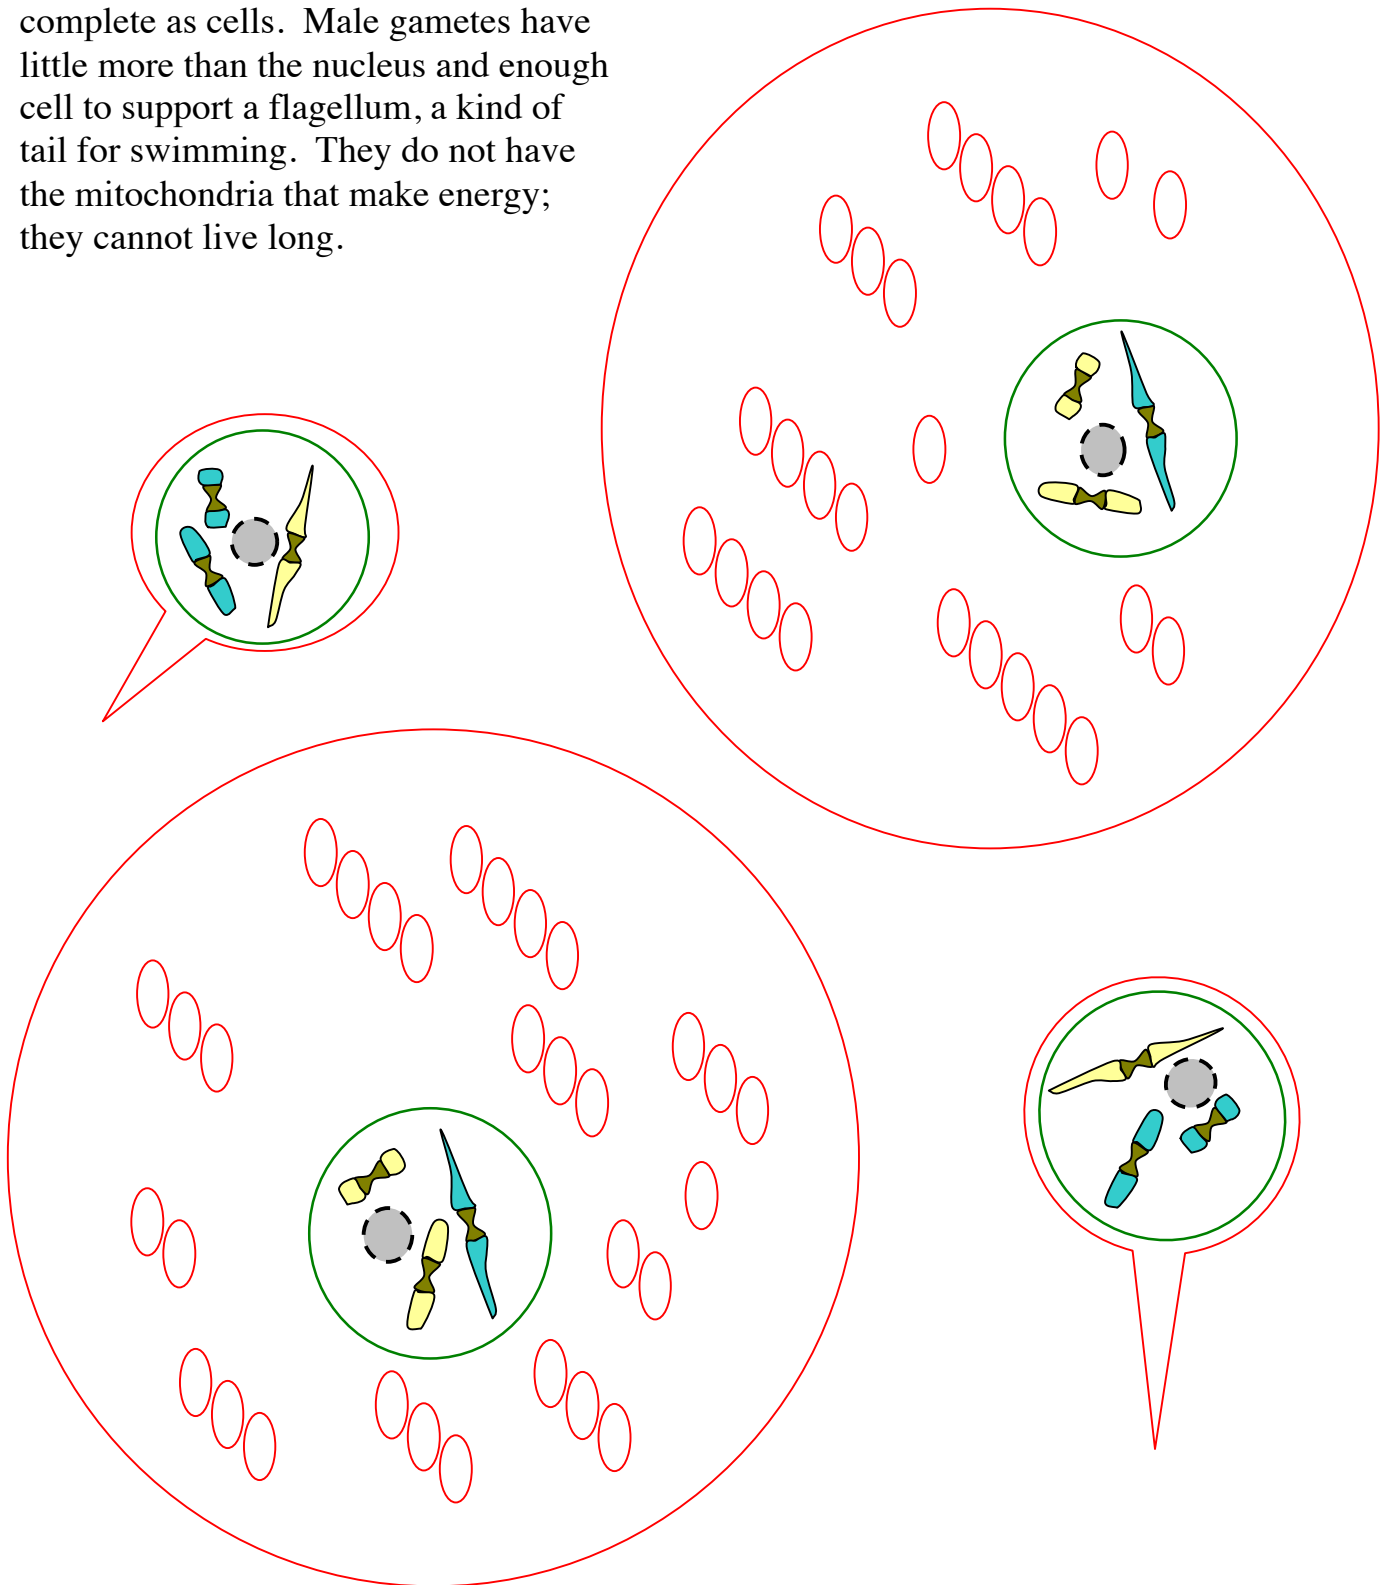 complete as cells.  Male gametes have
little more than the nucleus and enough
cell to support a flagellum, a kind of
tail for swimming.  They do not have
the mitochondria that make energy;
they cannot live long.